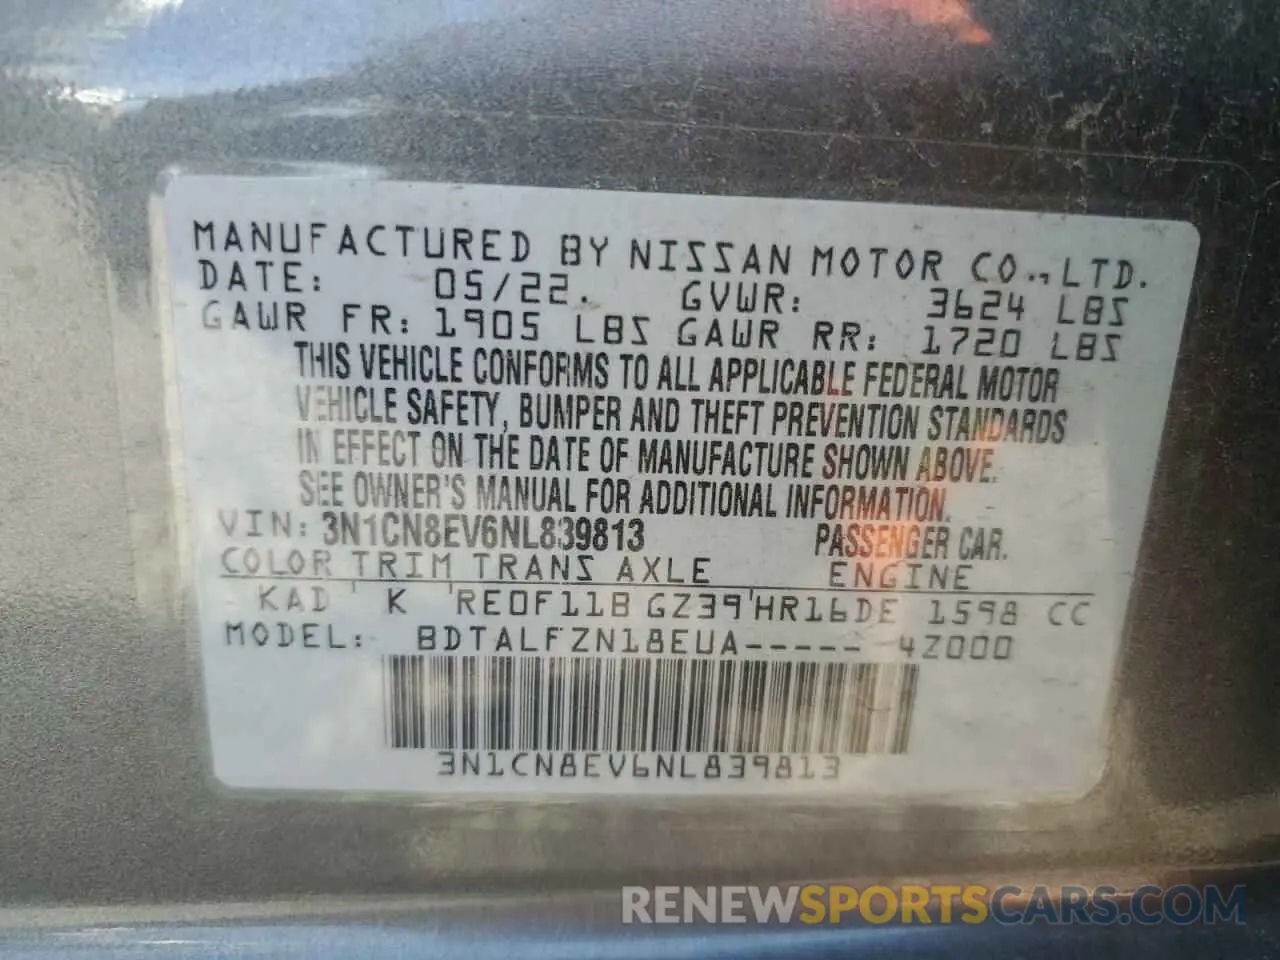 MANUFACTURED BY NISSAN MOTOR CO., LTD.
DATE: 05/22. GVWR: 3624 LBS
GAWR FR: 1905 LBS GAWR RR: 1720 LBS
THIS VEHICLE CONFORMS TO ALL APPLICABLE FEDERAL MOTOR
VEHICLE SAFETY, BUMPER AND THEFT PREVENTION STANDARDS
IN EFFECT ON THE DATE OF MANUFACTURE SHOWN ABOVE.
SEE OWNER'S MANUAL FOR ADDITIONAL INFORMATION.
VIN: 3N1CN8EV6NL839813 PASSENGER CAR.
COLOR TRIM TRANS AXLE ENGINE
KAD K RE0F11B GZ39 HR16DE 1598 CC
MODEL: BDTALFZN18EUA----- 4Z000
3N1CN8EV6NL839813
RENEWSPORTSCARS.COM